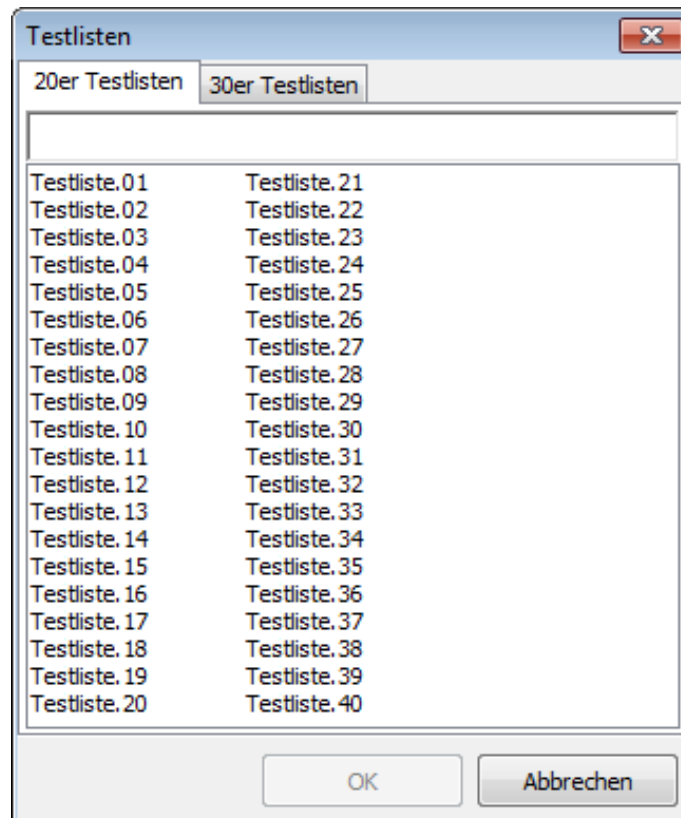 Testlisten
20er Testlisten 30er Testlisten
Testliste.01 Testliste.21
Testliste.02 Testliste.22
Testliste.03 Testliste.23
Testliste.04 Testliste.24
Testliste.05 Testliste.25
Testliste.06 Testliste.26
Testliste.07 Testliste.27
Testliste.08 Testliste.28
Testliste.09 Testliste.29
Testliste.10 Testliste.30
Testliste.11 Testliste.31
Testliste.12 Testliste.32
Testliste.13 Testliste.33
Testliste.14 Testliste.34
Testliste.15 Testliste.35
Testliste.16 Testliste.36
Testliste.17 Testliste.37
Testliste.18 Testliste.38
Testliste.19 Testliste.39
Testliste.20 Testliste.40
OK Abbrechen